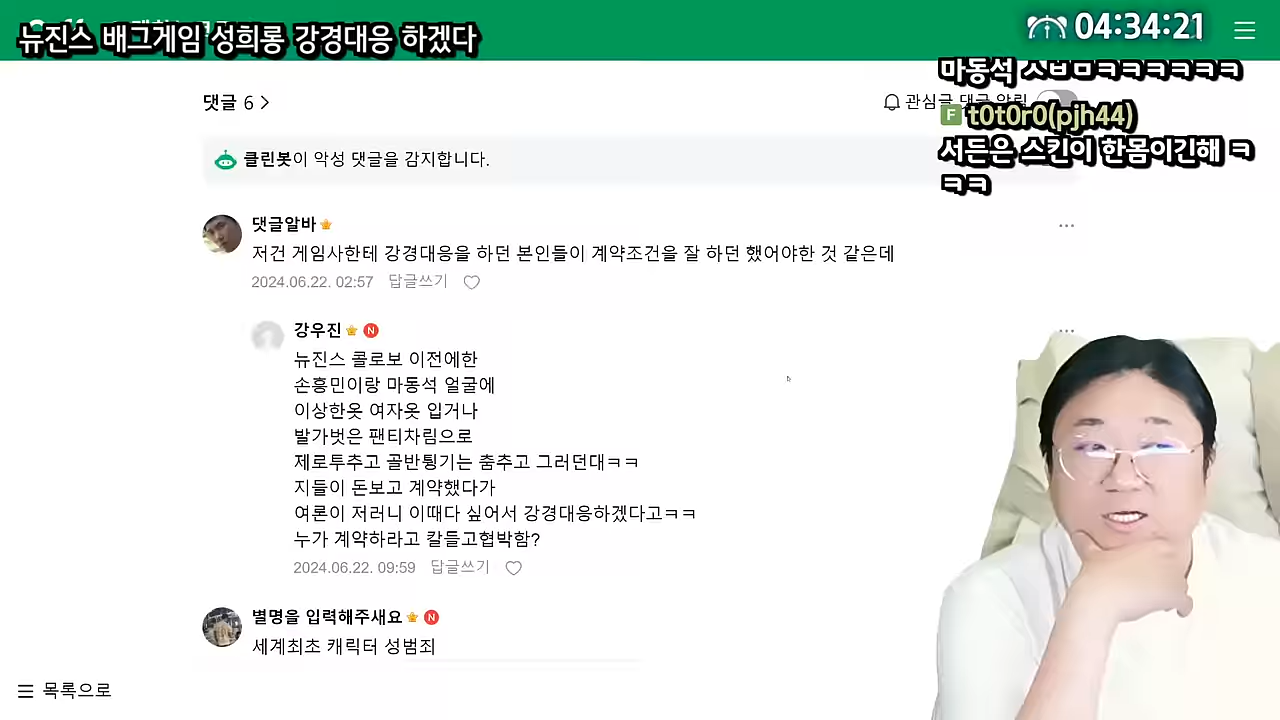 뉴진스 배그게임 성희롱 강경대응 하겠다
04:34:21
마동석 ㅅㅂㅁㅋㅋㅋㅋㅋㅋ
댓글 6
관심글 댓글 알림
F t0t0r0(pjh44)
서든은 스킨이 한몸이긴해 ㅋ
ㅋㅋ
클린봇이 악성 댓글을 감지합니다.
댓글알바
저건 게임사한테 강경대응을 하던 본인들이 계약조건을 잘 하던 했어야한 것 같은데
2024.06.22. 02:57 답글쓰기
강우진 N
뉴진스 콜로보 이전에한
손흥민이랑 마동석 얼굴에
이상한옷 여자옷 입거나
발가벗은 팬티차림으로
제로투추고 골반튕기는 춤추고 그러던대ㅋㅋ
지들이 돈보고 계약했다가
여론이 저러니 이때다 싶어서 강경대응하겠다고ㅋㅋ
누가 계약하라고 칼들고협박함?
2024.06.22. 09:59 답글쓰기
별명을 입력해주새요 N
세계최초 캐릭터 성범죄
목록으로